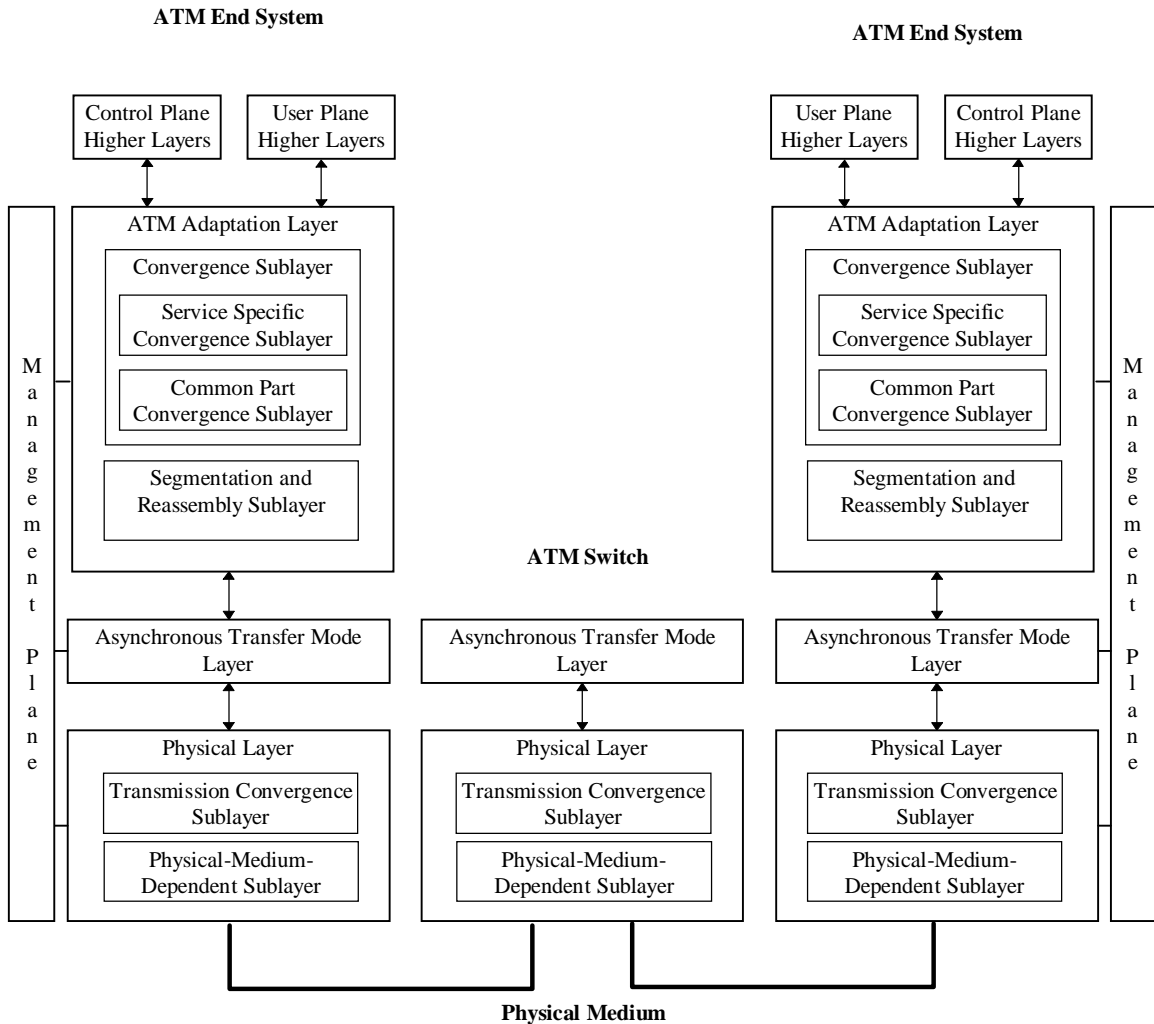 ATM End System
ATM End System
Control Plane
Higher Layers
User Plane
Higher Layers
User Plane
Higher Layers
Control Plane
Higher Layers
Management Plane
ATM Adaptation Layer
Convergence Sublayer
Service Specific
Convergence Sublayer
Common Part
Convergence Sublayer
Segmentation and
Reassembly Sublayer
ATM Adaptation Layer
Convergence Sublayer
Service Specific
Convergence Sublayer
Common Part
Convergence Sublayer
Segmentation and
Reassembly Sublayer
Management Plane
ATM Switch
Asynchronous Transfer Mode
Layer
Asynchronous Transfer Mode
Layer
Asynchronous Transfer Mode
Layer
Physical Layer
Transmission Convergence
Sublayer
Physical-Medium-
Dependent Sublayer
Physical Layer
Transmission Convergence
Sublayer
Physical-Medium-
Dependent Sublayer
Physical Layer
Transmission Convergence
Sublayer
Physical-Medium-
Dependent Sublayer
Physical Medium